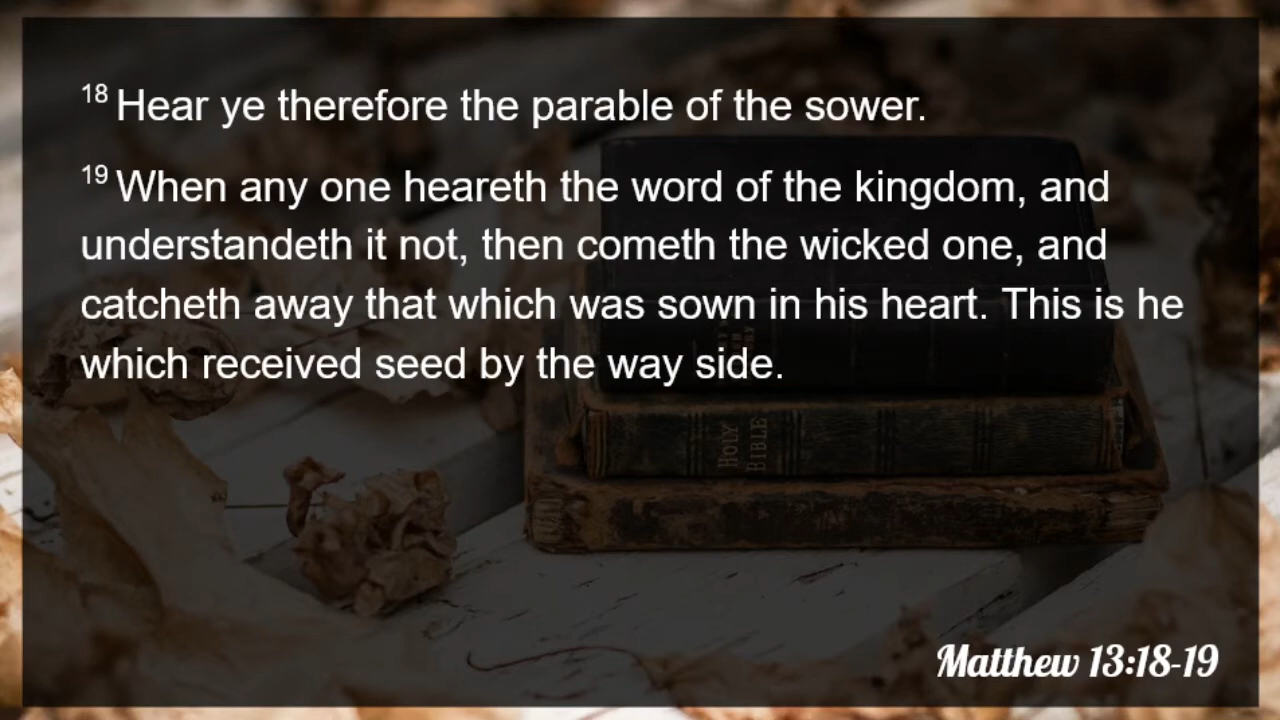 18 Hear ye therefore the parable of the sower.
19 When any one heareth the word of the kingdom, and
understandeth it not, then cometh the wicked one, and
catcheth away that which was sown in his heart. This is he
which received seed by the way side.
HOLY
BIBLE
Matthew 13:18-19